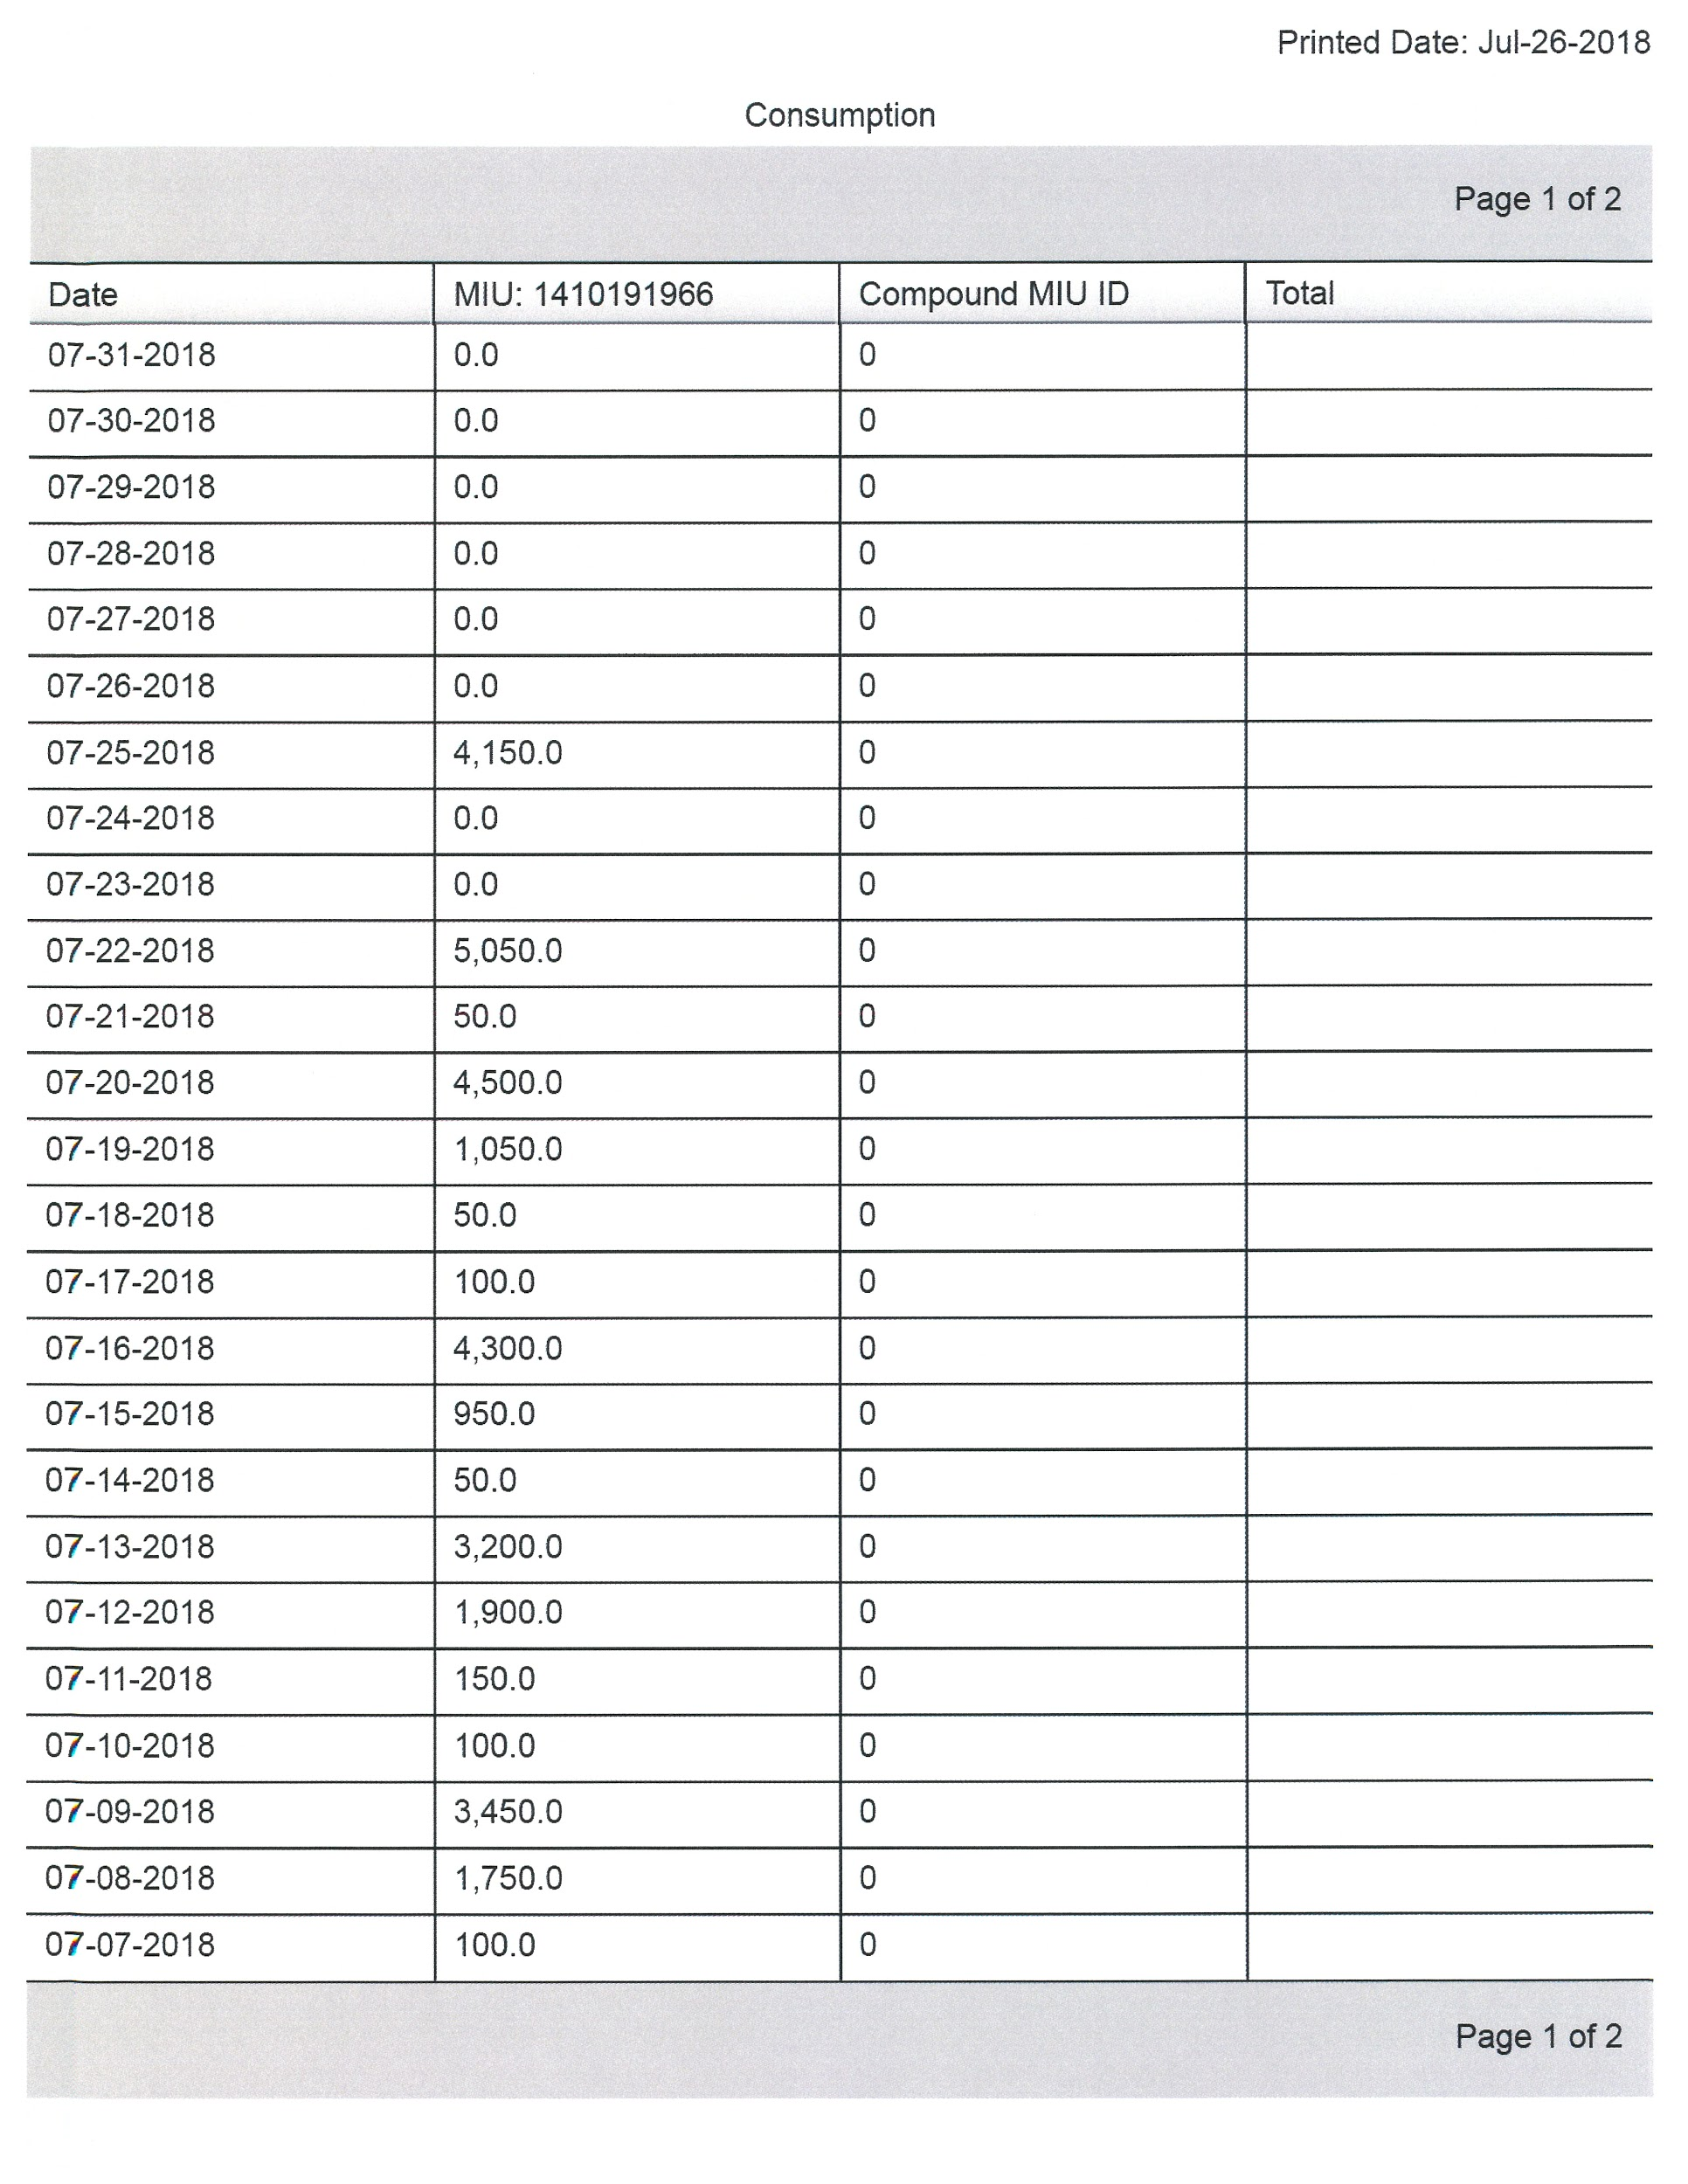 Printed Date: Jul-26-2018
Consumption
Page 1 of 2
Date MIU: 1410191966 Compound MIU ID Total
07-31-2018 0.0 0
07-30-2018 0.0 0
07-29-2018 0.0 0
07-28-2018 0.0 0
07-27-2018 0.0 0
07-26-2018 0.0 0
07-25-2018 4,150.0 0
07-24-2018 0.0 0
07-23-2018 0.0 0
07-22-2018 5,050.0 0
07-21-2018 50.0 0
07-20-2018 4,500.0 0
07-19-2018 1,050.0 0
07-18-2018 50.0 0
07-17-2018 100.0 0
07-16-2018 4,300.0 0
07-15-2018 950.0 0
07-14-2018 50.0 0
07-13-2018 3,200.0 0
07-12-2018 1,900.0 0
07-11-2018 150.0 0
07-10-2018 100.0 0
07-09-2018 3,450.0 0
07-08-2018 1,750.0 0
07-07-2018 100.0 0
Page 1 of 2